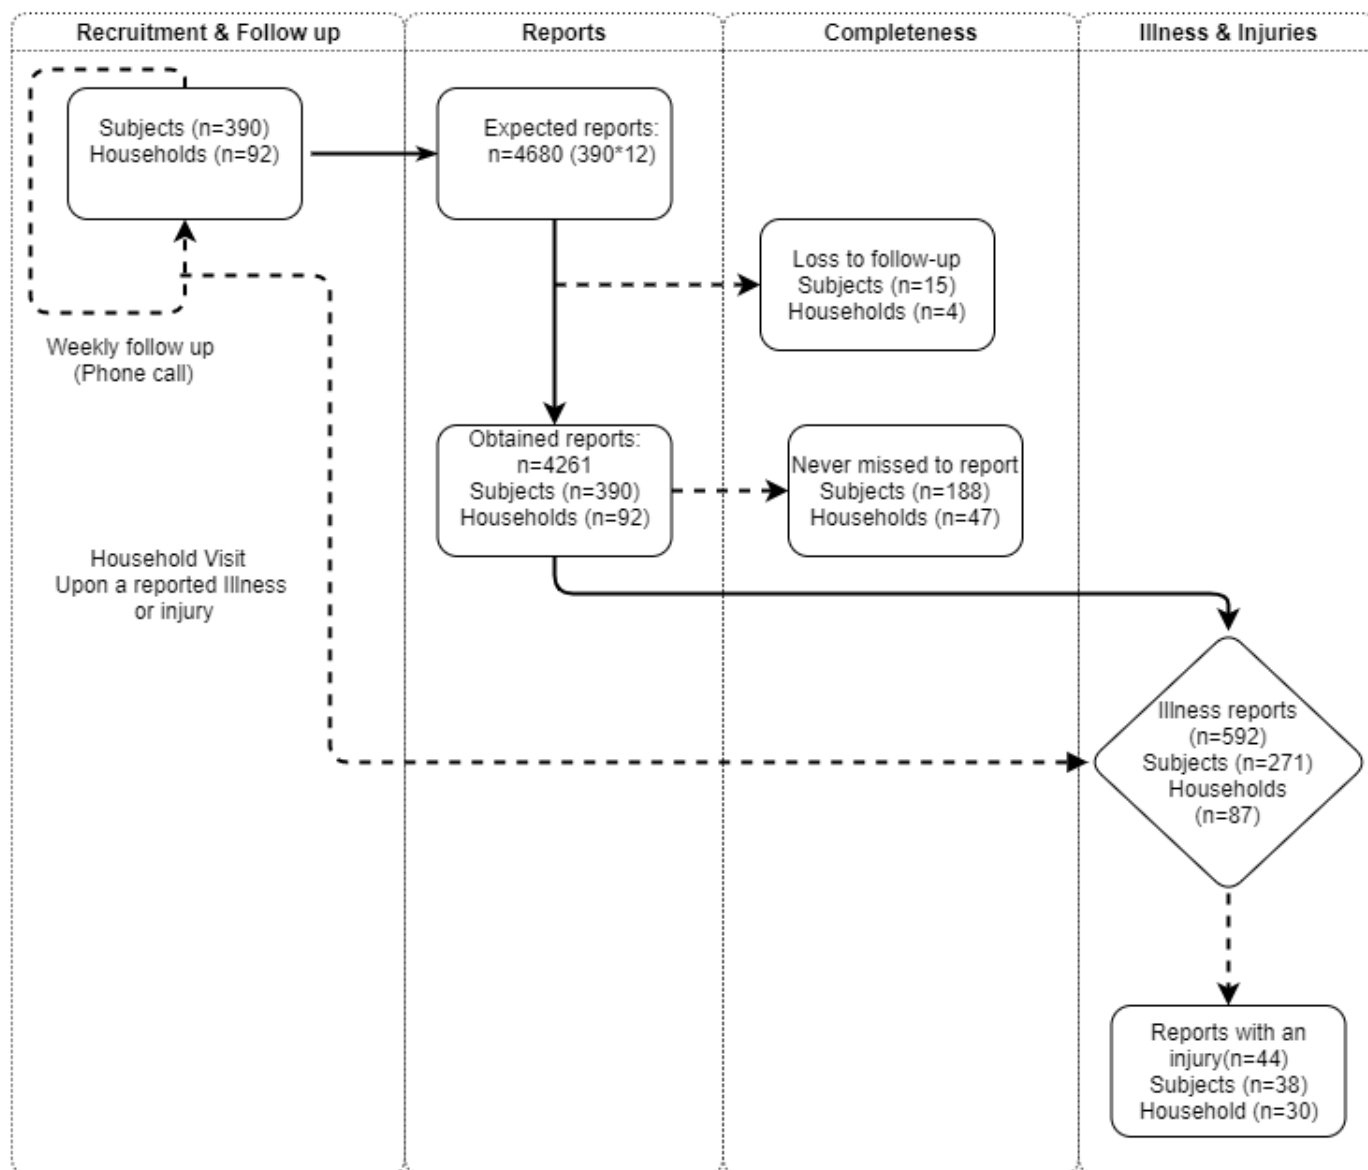 Recruitment & Follow up
Reports
Completeness
Illness & Injuries
Subjects (n=390)
Households (n=92)
Expected reports:
n=4680 (390*12)
Loss to follow-up
Subjects (n=15)
Households (n=4)
Weekly follow up
(Phone call)
Obtained reports:
n=4261
Subjects (n=390)
Households (n=92)
Never missed to report
Subjects (n=188)
Households (n=47)
Household Visit
Upon a reported Illness
or injury
Illness reports
(n=592)
Subjects (n=271)
Households
(n=87)
Reports with an
injury(n=44)
Subjects (n=38)
Household (n=30)